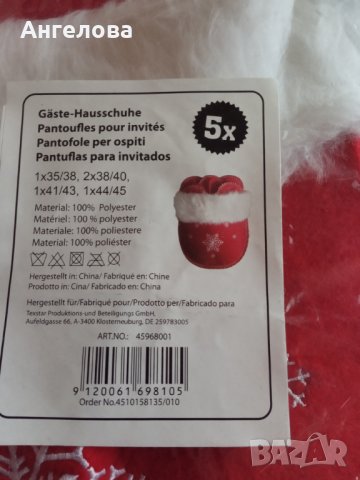 Ангелова
Gäste-Hausschuhe
Pantoufles pour invités
Pantofole per ospiti
Pantuflas para invitados
5x
1x35/38, 2x38/40,
1x41/43, 1x44/45
Material: 100% Polyester
Matériel: 100 % polyester
Materiale: 100% poliestere
Material: 100% poliéster
Hergestellt in: China/ Fabriqué en: Chine
Prodotto in: Cina/ Fabricado en: China
Hergestellt für/Fabriqué pour/Prodotto per/Fabricado para
Texstar Produktions-und Beteiligungs GmbH,
Aufeldgasse 66, A-3400 Klosterneuburg, DE 259783005
ART.NO.: 45968001
9 120061 698105
Order No.4510158135/010
BAZAR